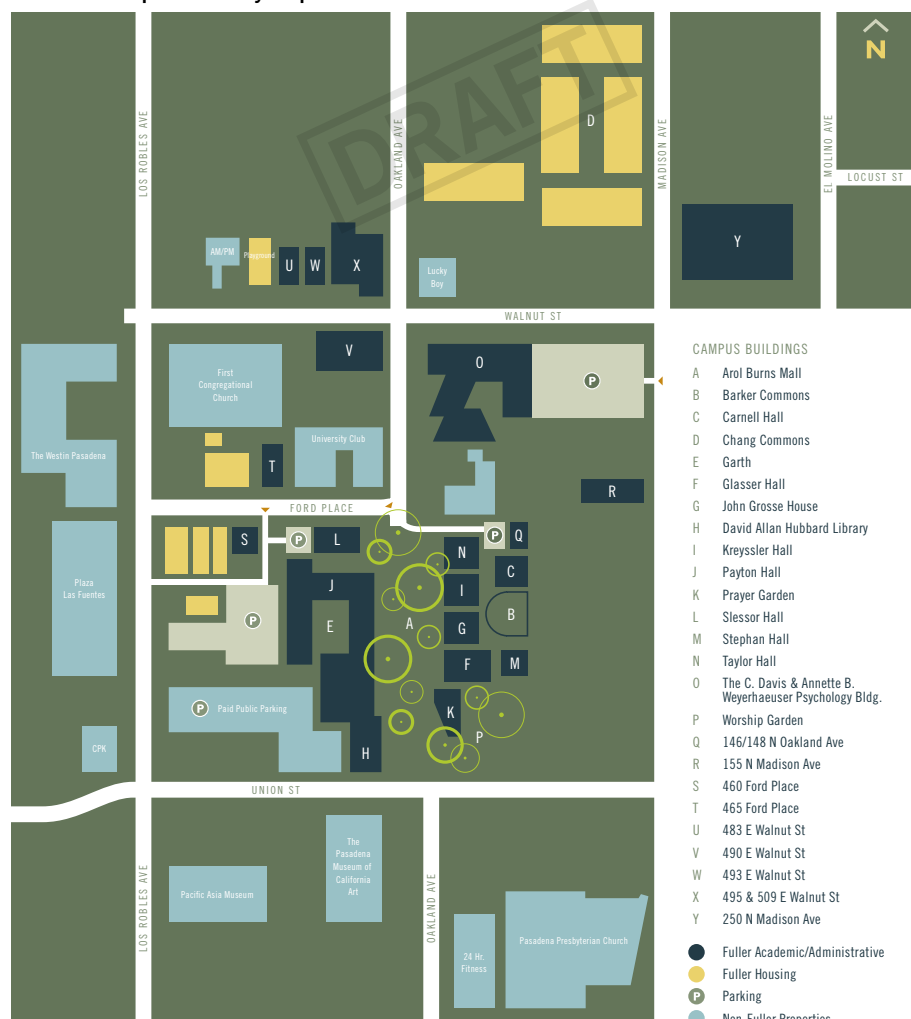 N
LOS ROBLES AVE
OAKLAND AVE
MADISON AVE
EL MOLINO AVE
LOCUST ST
DRAFT
D
Y
AM/PM
Playground
U
W
X
Lucky
Boy
WALNUT ST
V
O
P
First
Congregational
Church
University Club
The Westin Pasadena
T
R
FORD PLACE
S
P
L
P
Q
N
C
J
I
Plaza
Las Fuentes
P
E
A
G
B
F
M
P
Paid Public Parking
K
P
CPK
H
UNION ST
The
Pasadena
Museum of
California
Art
Pacific Asia Museum
LOS ROBLES AVE
OAKLAND AVE
24 Hr.
Fitness
Pasadena Presbyterian Church
CAMPUS BUILDINGS
A Arol Burns Mall
B Barker Commons
C Carnell Hall
D Chang Commons
E Garth
F Glasser Hall
G John Grosse House
H David Allan Hubbard Library
I Kreyssler Hall
J Payton Hall
K Prayer Garden
L Slessor Hall
M Stephan Hall
N Taylor Hall
O The C. Davis & Annette B.
Weyerhaeuser Psychology Bldg.
P Worship Garden
Q 146/148 N Oakland Ave
R 155 N Madison Ave
S 460 Ford Place
T 465 Ford Place
U 483 E Walnut St
V 490 E Walnut St
W 493 E Walnut St
X 495 & 509 E Walnut St
Y 250 N Madison Ave
Fuller Academic/Administrative
Fuller Housing
P Parking
Non-Fuller Properties